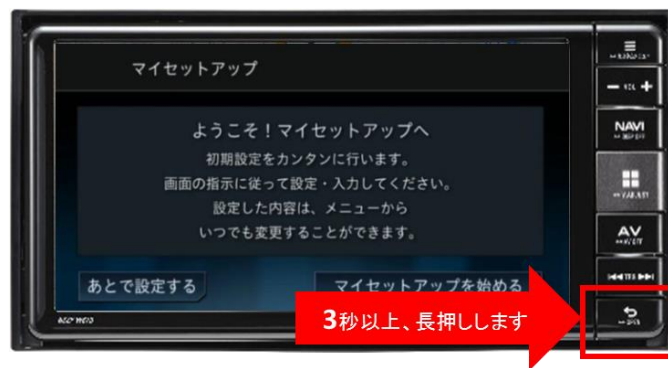 マイセットアップ
ようこそ!マイセットアップへ
初期設定をカンタンに行います。
画面の指示に従って設定・入力してください。
設定した内容は、メニューから
いつでも変更することができます。
あとで設定する
マイセットアップを始める
VOL
NAVI
AV
TRK
3秒以上、長押しします